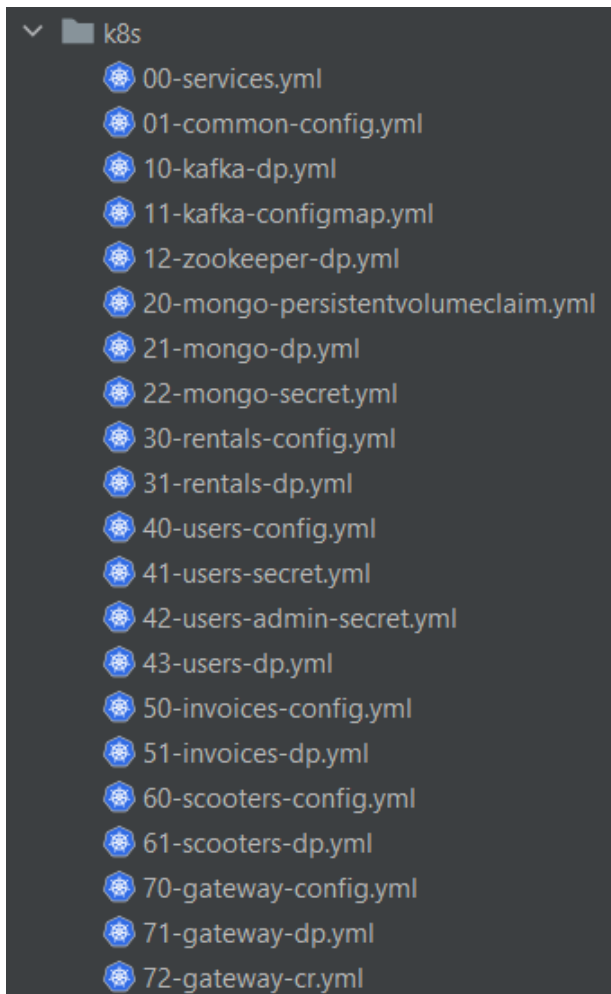 k8s
00-services.yml
01-common-config.yml
10-kafka-dp.yml
11-kafka-configmap.yml
12-zookeeper-dp.yml
20-mongo-persistentvolumeclaim.yml
21-mongo-dp.yml
22-mongo-secret.yml
30-rentals-config.yml
31-rentals-dp.yml
40-users-config.yml
41-users-secret.yml
42-users-admin-secret.yml
43-users-dp.yml
50-invoices-config.yml
51-invoices-dp.yml
60-scooters-config.yml
61-scooters-dp.yml
70-gateway-config.yml
71-gateway-dp.yml
72-gateway-cr.yml